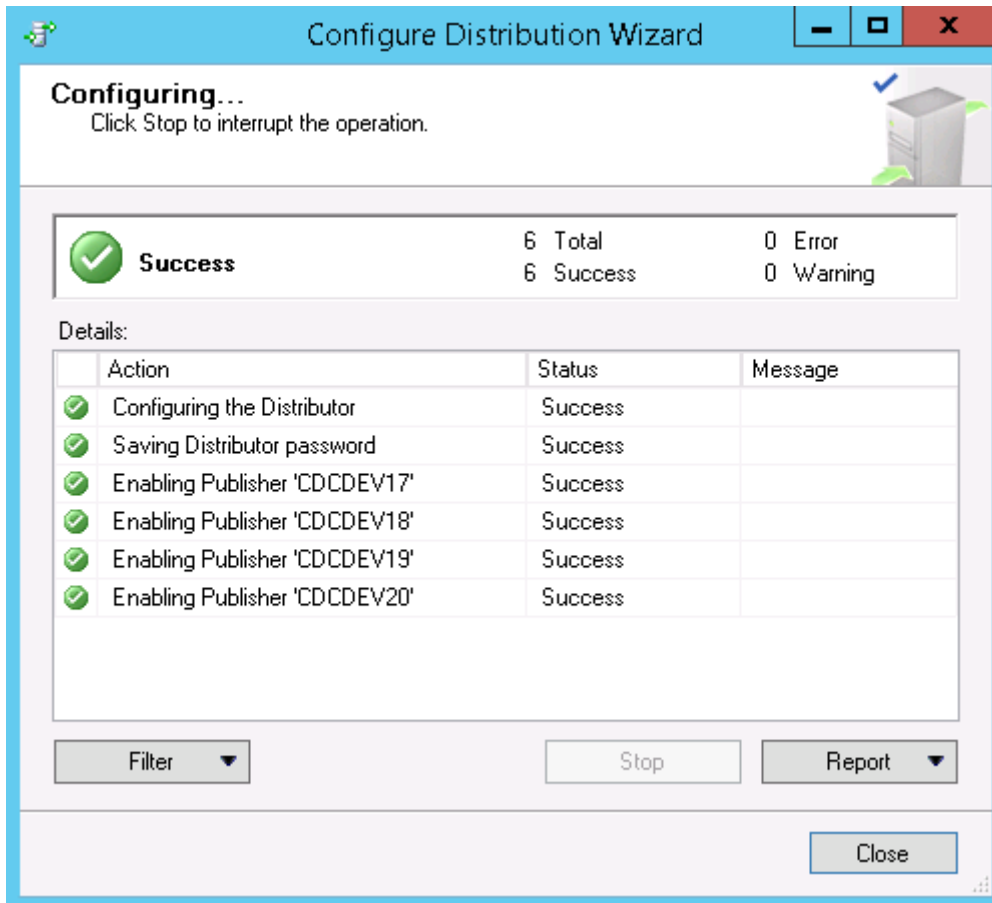 Configure Distribution Wizard
Configuring...
Click Stop to interrupt the operation.
Success
6 Total
0 Error
6 Success
0 Warning
Details:
Action Status Message
Configuring the Distributor Success
Saving Distributor password Success
Enabling Publisher 'CDCDEV17' Success
Enabling Publisher 'CDCDEV18' Success
Enabling Publisher 'CDCDEV19' Success
Enabling Publisher 'CDCDEV20' Success
Filter Stop Report
Close